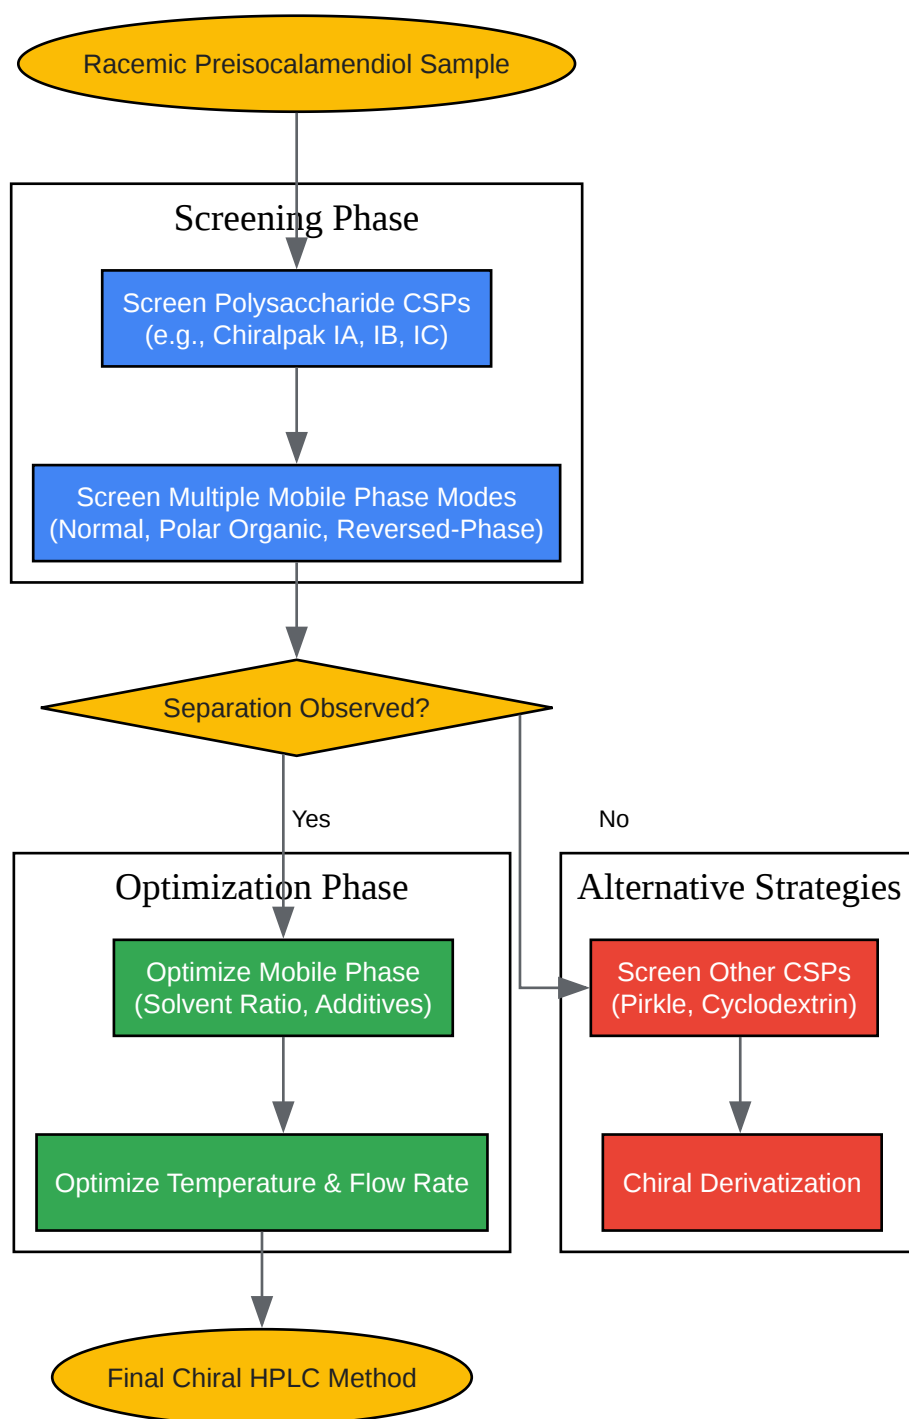 Racemic Preisocalamendiol Sample
Screening Phase
Screen Polysaccharide CSPs
(e.g., Chiralpak IA, IB, IC)
Screen Multiple Mobile Phase Modes
(Normal, Polar Organic, Reversed-Phase)
Separation Observed?
Yes
No
Optimization Phase
Optimize Mobile Phase
(Solvent Ratio, Additives)
Optimize Temperature & Flow Rate
Alternative Strategies
Screen Other CSPs
(Pirkle, Cyclodextrin)
Chiral Derivatization
Final Chiral HPLC Method